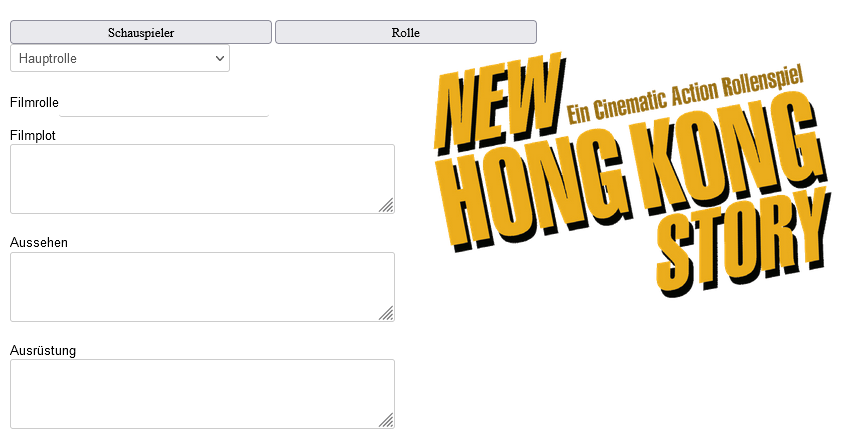 Schauspieler
Rolle
Hauptrolle
Filmrolle
Filmplot
Aussehen
Ausrüstung
NEW
Ein Cinematic Action Rollenspiel
HONG KONG
STORY